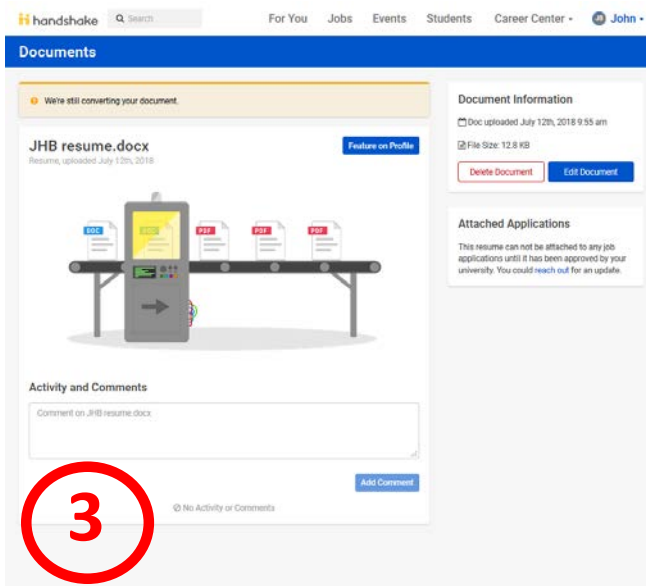 handshake
Search
For You Jobs Events Students Career Center John
Documents
We're still converting your document.
JHB resume.docx
Feature on Profile
Resume, uploaded July 12th, 2018
DOC
PDF PDF PDF
Activity and Comments
Comment on JHB resume.docx
Add Comment
No Activity or Comments
3
Document Information
Doc uploaded July 12th, 2018 9:55 am
File Size: 12.8 KB
Delete Document Edit Document
Attached Applications
This resume can not be attached to any job
applications until it has been approved by your
university. You could reach out for an update.